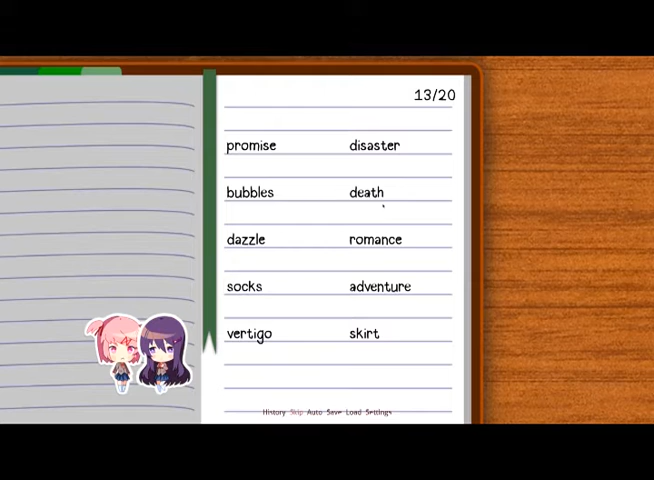 13/20
promise disaster
bubbles death
dazzle romance
socks adventure
vertigo skirt
History Skip Auto Save Load Settings